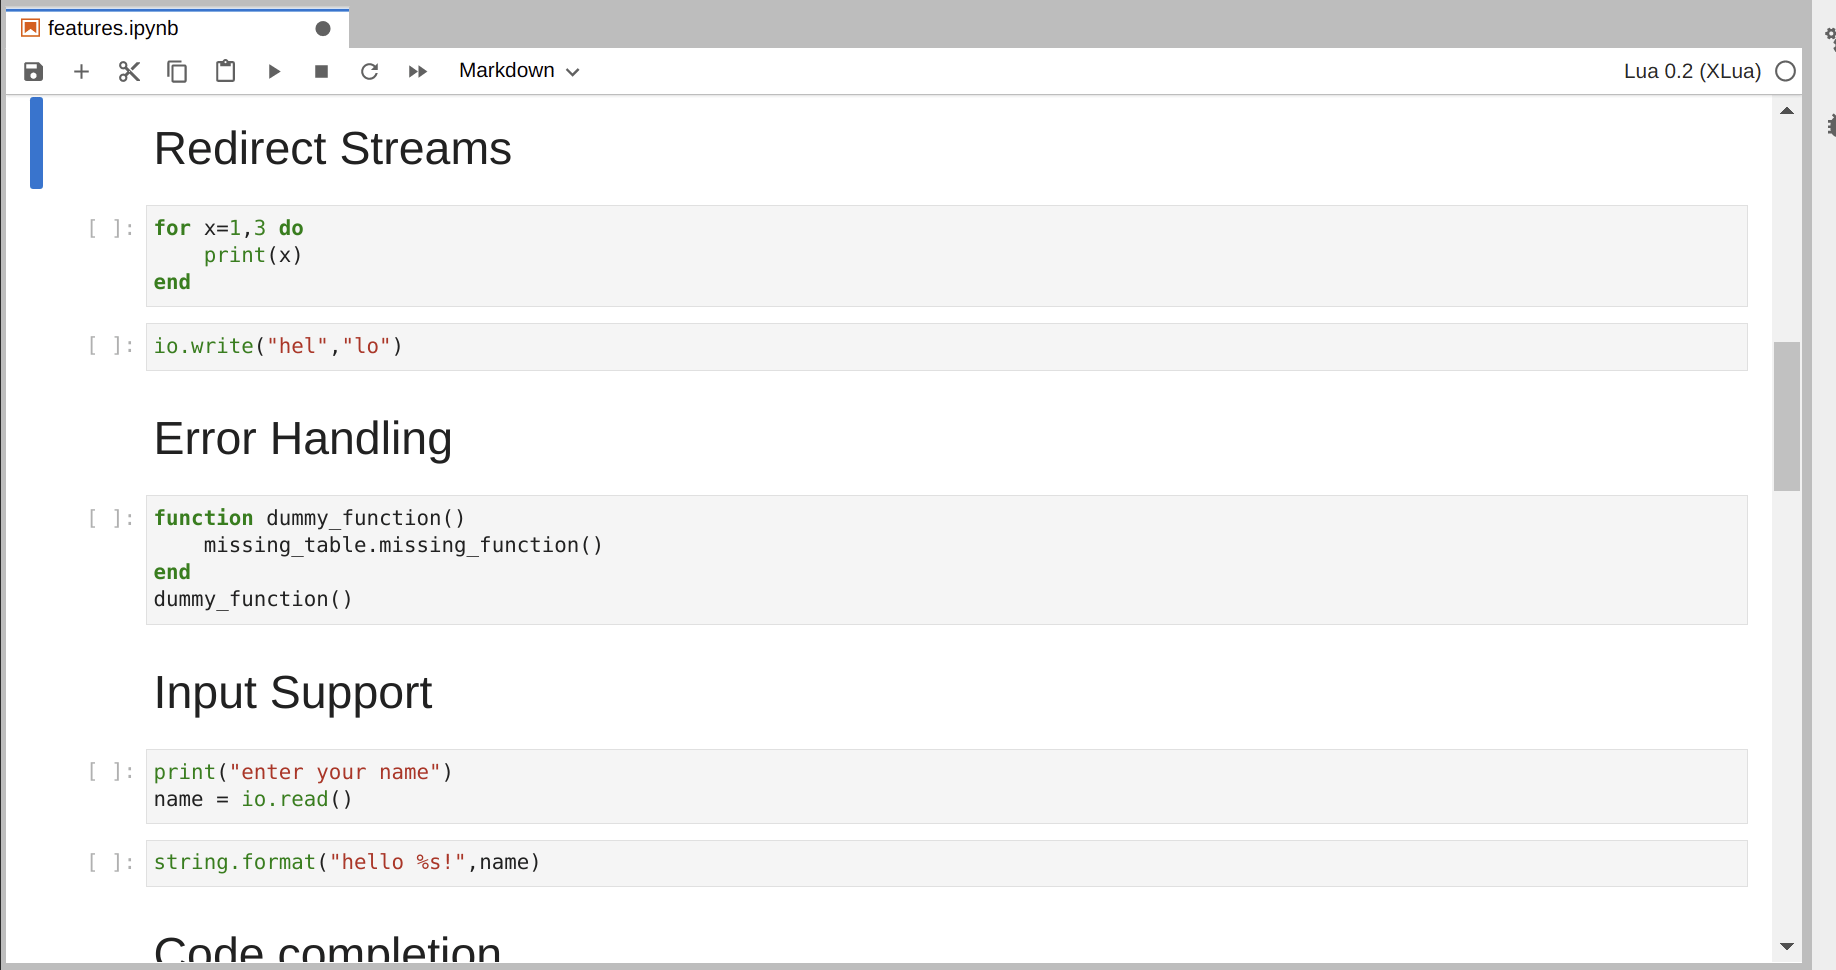 features.ipynb
Markdown
Lua 0.2 (XLua)
Redirect Streams
[ ]:
for x=1,3 do
    print(x)
end
[ ]:
io.write("hel","lo")
Error Handling
[ ]:
function dummy_function()
    missing_table.missing_function()
end
dummy_function()
Input Support
[ ]:
print("enter your name")
name = io.read()
[ ]:
string.format("hello %s!",name)
Code completion